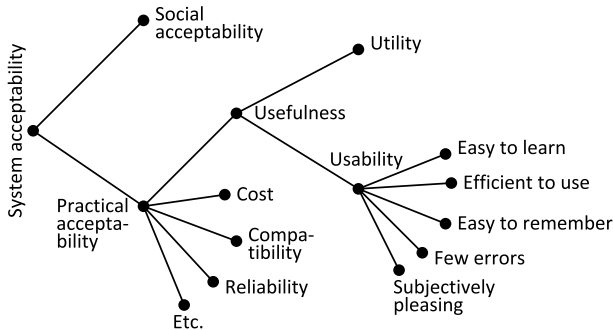 Social
acceptability
Utility
System acceptability
Usefulness
Usability
Easy to learn
Efficient to use
Easy to remember
Few errors
Subjectively
pleasing
Practical
accepta-
bility
Cost
Compa-
tibility
Reliability
Etc.